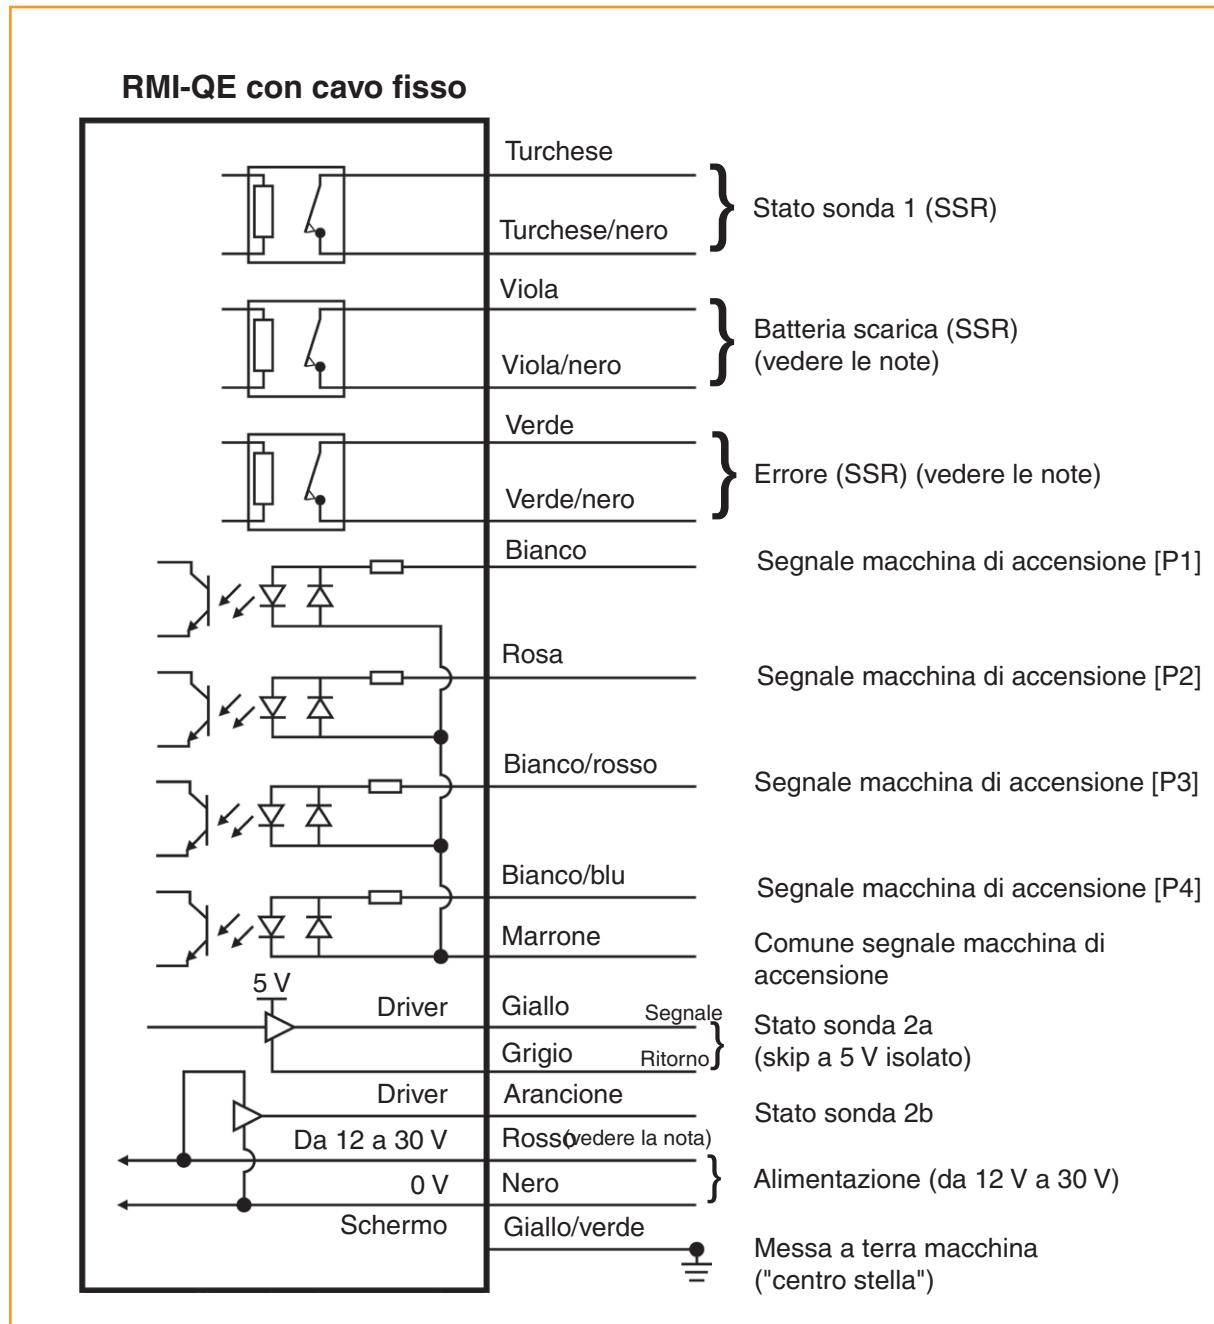 RMI-QE con cavo fisso
Turchese
Turchese/nero
Stato sonda 1 (SSR)
Viola
Viola/nero
Batteria scarica (SSR)
(vedere le note)
Verde
Verde/nero
Errore (SSR) (vedere le note)
Bianco
Segnale macchina di accensione [P1]
Rosa
Segnale macchina di accensione [P2]
Bianco/rosso
Segnale macchina di accensione [P3]
Bianco/blu
Segnale macchina di accensione [P4]
Marrone
Comune segnale macchina di
accensione
5 V
Driver
Giallo
Segnale
Grigio
Ritorno
Stato sonda 2a
(skip a 5 V isolato)
Driver
Arancione
Stato sonda 2b
Da 12 a 30 V
Rosso(vedere la nota)
0 V
Nero
Alimentazione (da 12 V a 30 V)
Schermo
Giallo/verde
Messa a terra macchina
("centro stella")